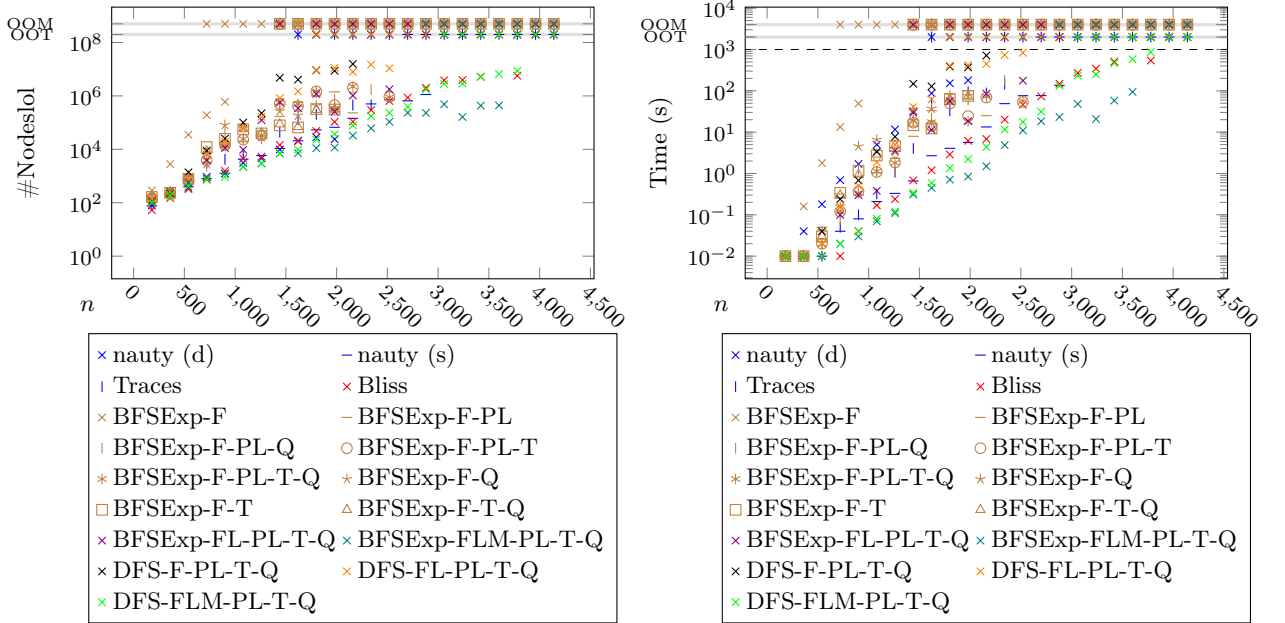 OOM
OOT
10^8
10^6
10^4
10^2
10^0
#Nodeslol
n
0
500
1,000
1,500
2,000
2,500
3,000
3,500
4,000
4,500
nauty (d)
nauty (s)
Traces
Bliss
BFSExp-F
BFSExp-F-PL
BFSExp-F-PL-Q
BFSExp-F-PL-T
BFSExp-F-PL-T-Q
BFSExp-F-Q
BFSExp-F-T
BFSExp-F-T-Q
BFSExp-FL-PL-T-Q
BFSExp-FLM-PL-T-Q
DFS-F-PL-T-Q
DFS-FL-PL-T-Q
DFS-FLM-PL-T-Q
10^4
OOM
OOT
10^3
10^2
10^1
10^0
10^−1
10^−2
Time (s)
n
0
500
1,000
1,500
2,000
2,500
3,000
3,500
4,000
4,500
nauty (d)
nauty (s)
Traces
Bliss
BFSExp-F
BFSExp-F-PL
BFSExp-F-PL-Q
BFSExp-F-PL-T
BFSExp-F-PL-T-Q
BFSExp-F-Q
BFSExp-F-T
BFSExp-F-T-Q
BFSExp-FL-PL-T-Q
BFSExp-FLM-PL-T-Q
DFS-F-PL-T-Q
DFS-FL-PL-T-Q
DFS-FLM-PL-T-Q